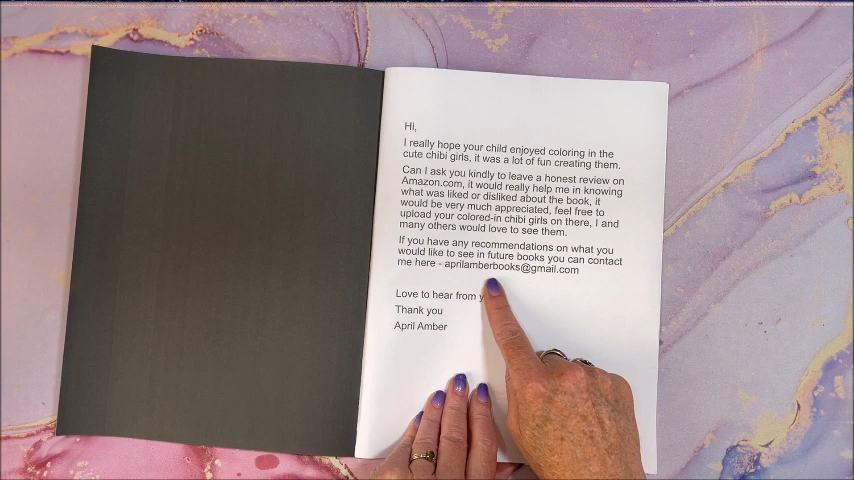 Hi,
I really hope your child enjoyed coloring in the
cute chibi girls, it was a lot of fun creating them.
Can I ask you kindly to leave a honest review on
Amazon.com, it would really help me in knowing
what was liked or disliked about the book, it
would be very much appreciated, feel free to
upload your colored-in chibi girls on there, I and
many others would love to see them.
If you have any recommendations on what you
would like to see in future books you can contact
me here - aprilamberbooks@gmail.com
Love to hear from
Thank you
April Amber